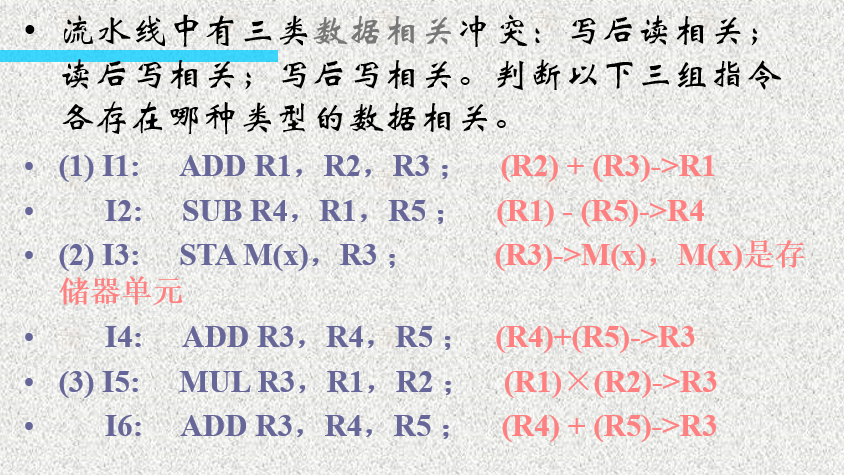 • 流水线中有三类数据相关冲突：写后读相关；
读后写相关；写后写相关。判断以下三组指令
各存在哪种类型的数据相关。
• (1) I1: ADD R1，R2，R3 ； (R2) + (R3)->R1
• I2: SUB R4，R1，R5 ； (R1) - (R5)->R4
• (2) I3: STA M(x)，R3 ； (R3)->M(x)，M(x)是存
储器单元
• I4: ADD R3，R4，R5 ； (R4)+(R5)->R3
• (3) I5: MUL R3，R1，R2 ； (R1)×(R2)->R3
• I6: ADD R3，R4，R5 ； (R4) + (R5)->R3